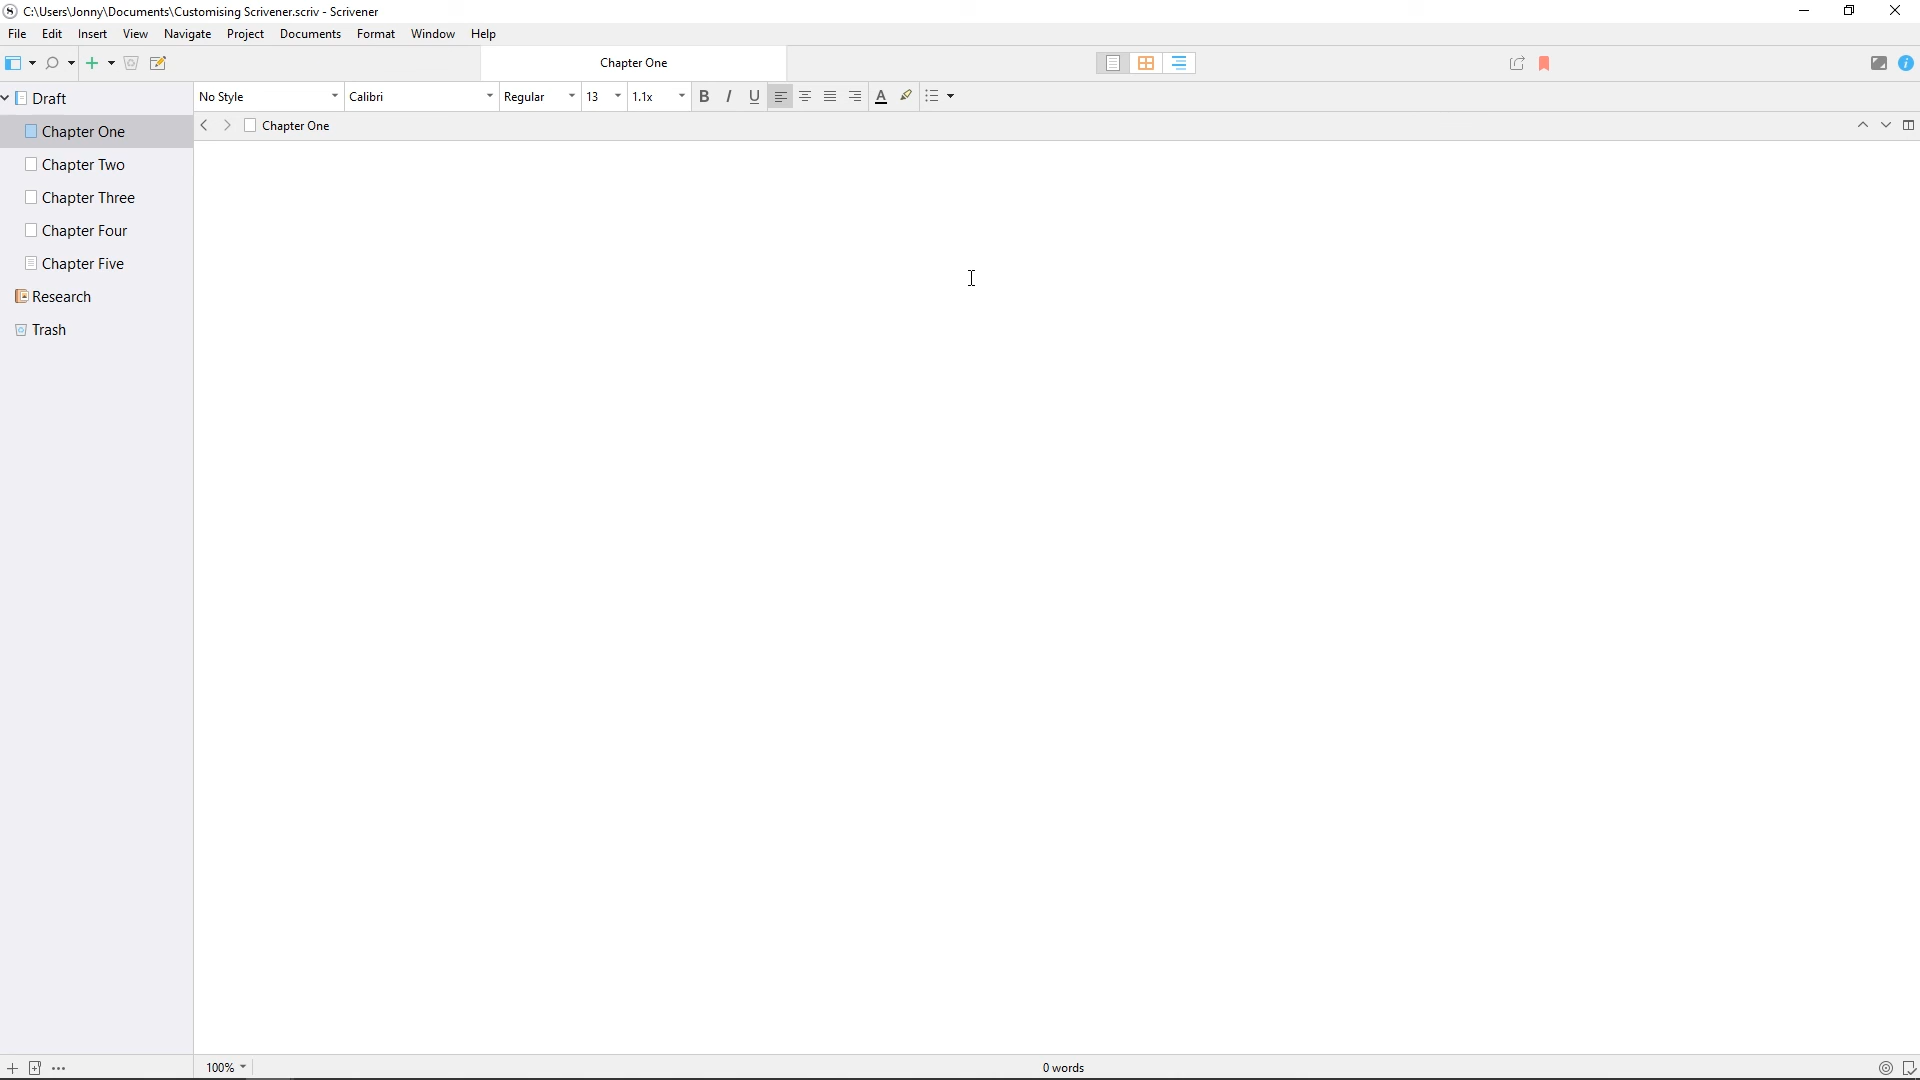 C:\Users\Jonny\Documents\Customising Scrivener.scriv - Scrivener
File Edit Insert View Navigate Project Documents Format Window Help
Chapter One
Draft
No Style Calibri Regular 13 1.1x B I U A
Chapter One
Chapter One
Chapter Two
Chapter Three
Chapter Four
Chapter Five
Research
Trash
100% 0 words